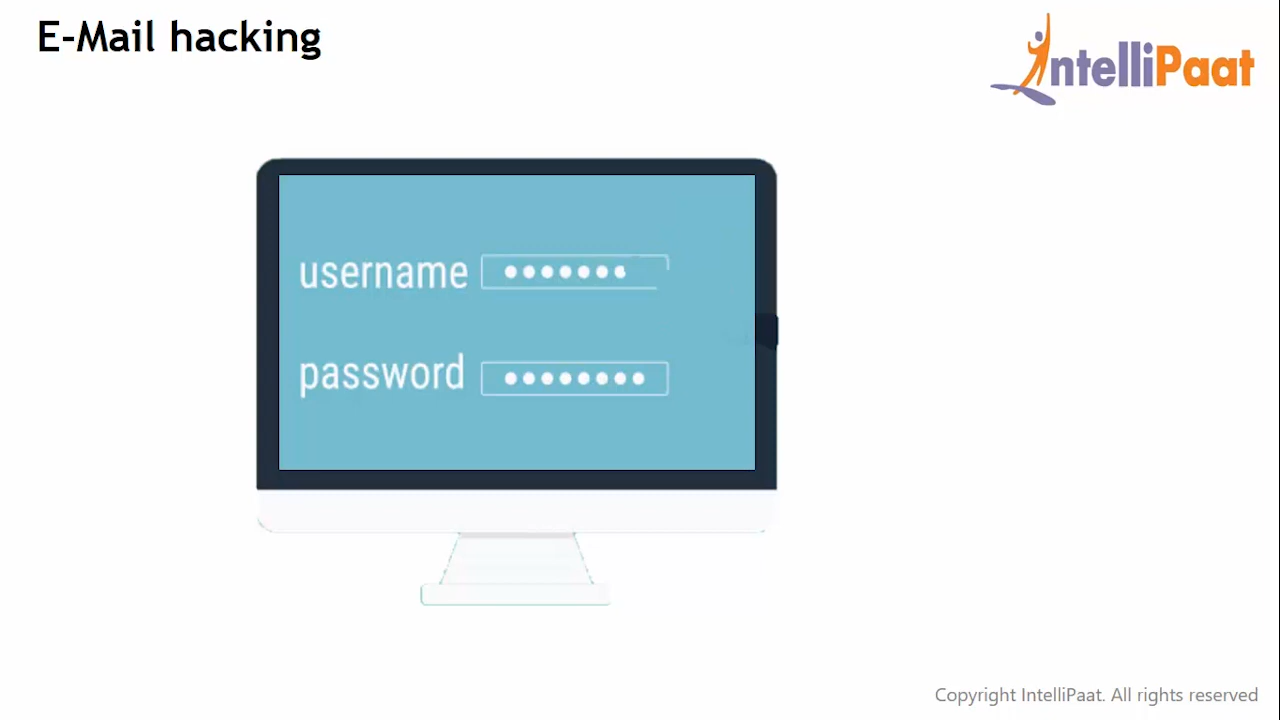 E-Mail hacking
IntelliPaat
username
password
Copyright IntelliPaat. All rights reserved